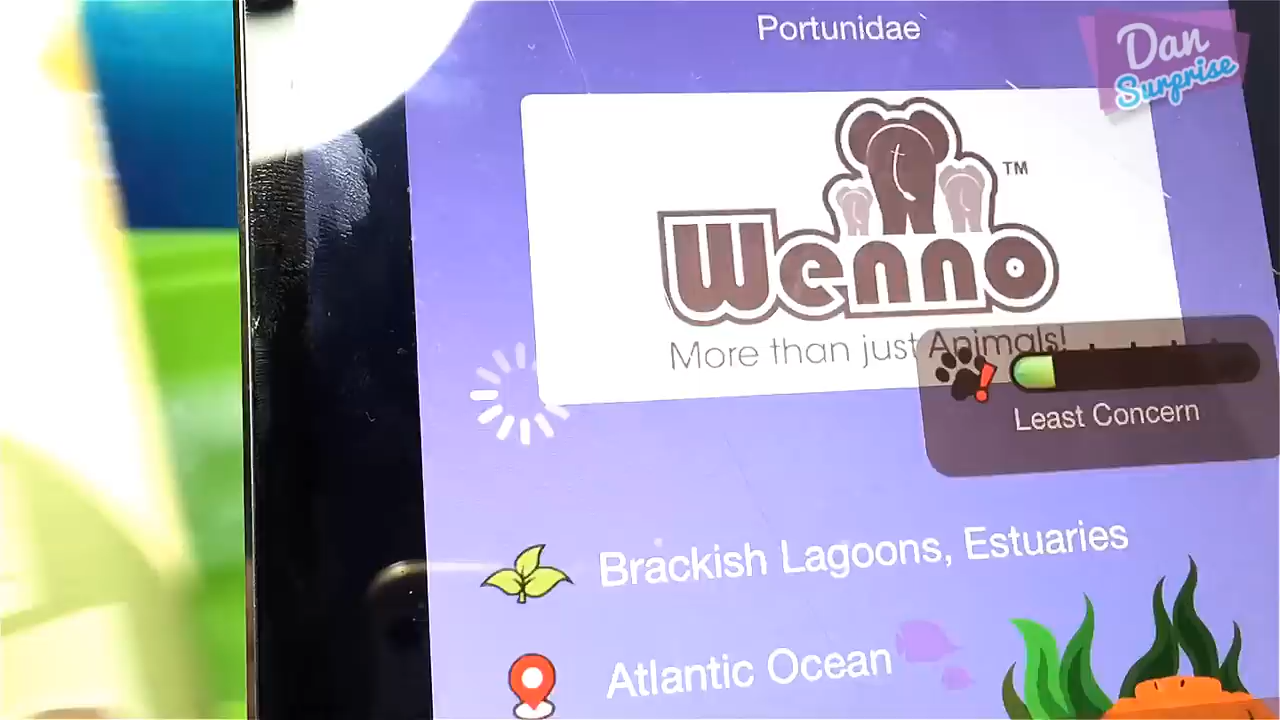 Portunidae
Dan
Surprise
Wenno
TM
More than just Animals!
Least Concern
Brackish Lagoons, Estuaries
Atlantic Ocean